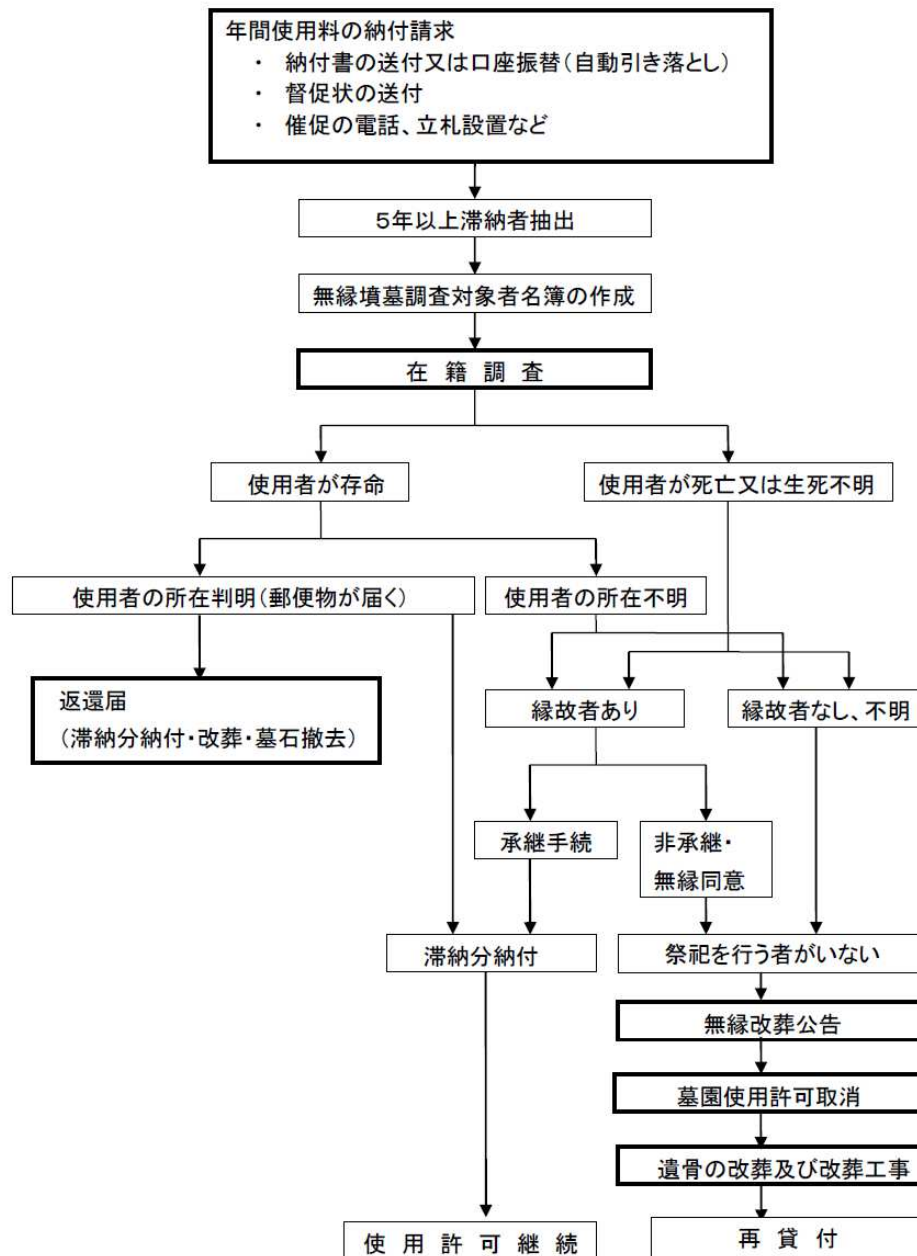 年間使用料の納付請求
・ 納付書の送付又は口座振替(自動引き落とし)
・ 督促状の送付
・ 催促の電話、立札設置など
5年以上滞納者抽出
無縁墳墓調査対象者名簿の作成
在 籍 調 査
使用者が存命
使用者が死亡又は生死不明
使用者の所在判明(郵便物が届く)
使用者の所在不明
返還届
(滞納分納付・改葬・墓石撤去)
縁故者あり
縁故者なし、不明
承継手続
非承継・
無縁同意
滞納分納付
祭祀を行う者がいない
無縁改葬公告
墓園使用許可取消
遺骨の改葬及び改葬工事
使 用 許 可 継 続
再 貸 付